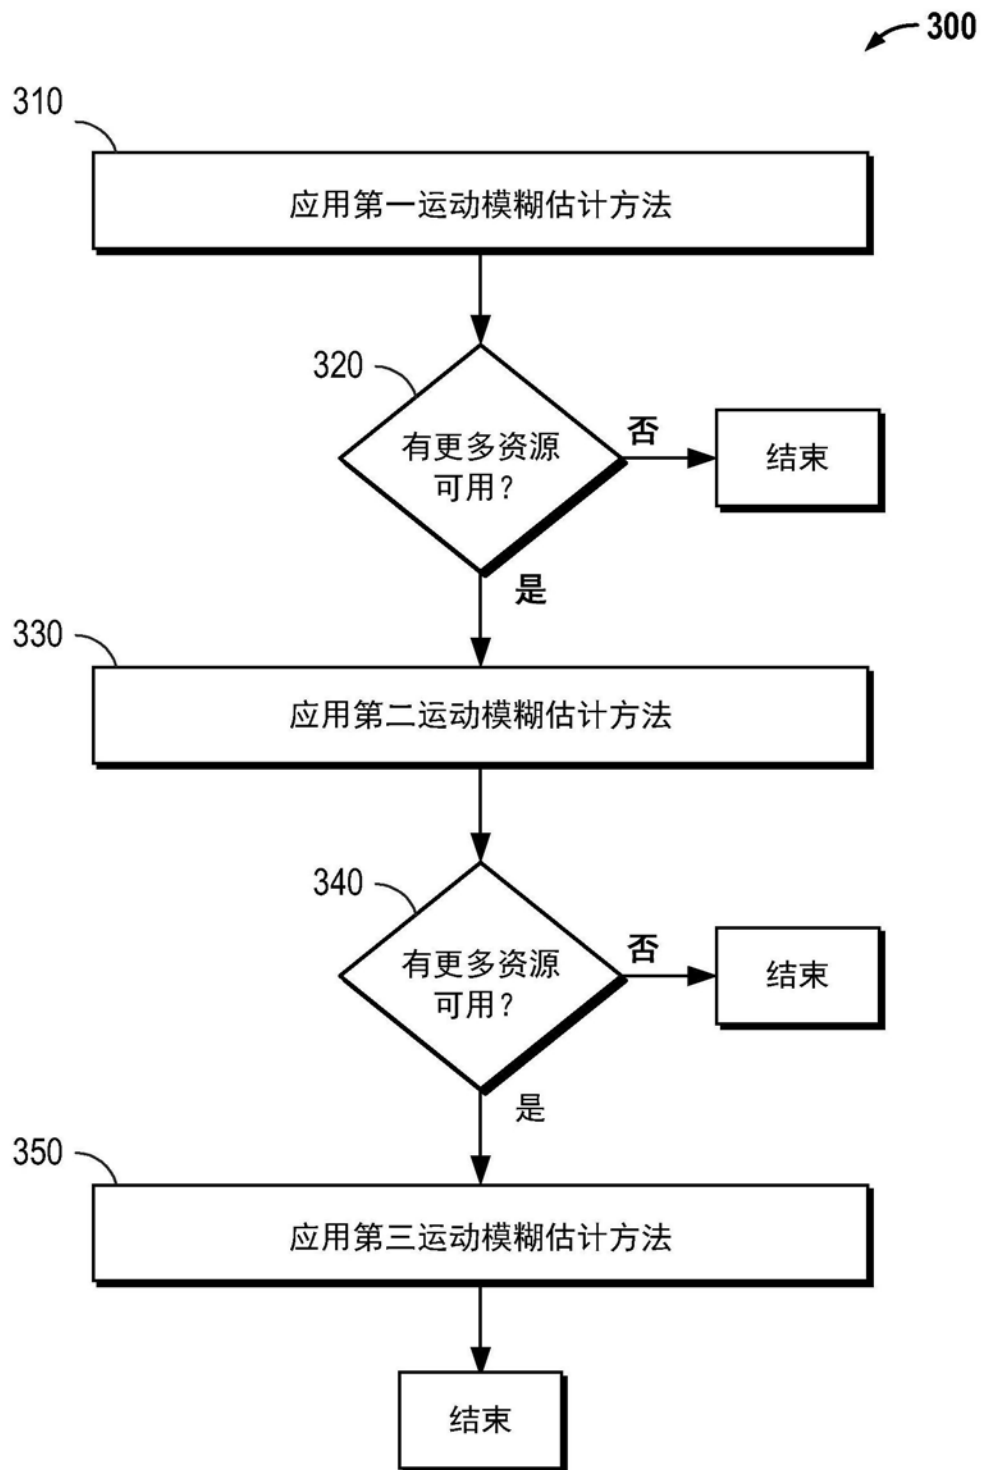 300
310
应用第一运动模糊估计方法
320
有更多资源
可用？
否
结束
是
330
应用第二运动模糊估计方法
340
有更多资源
可用？
否
结束
是
350
应用第三运动模糊估计方法
结束